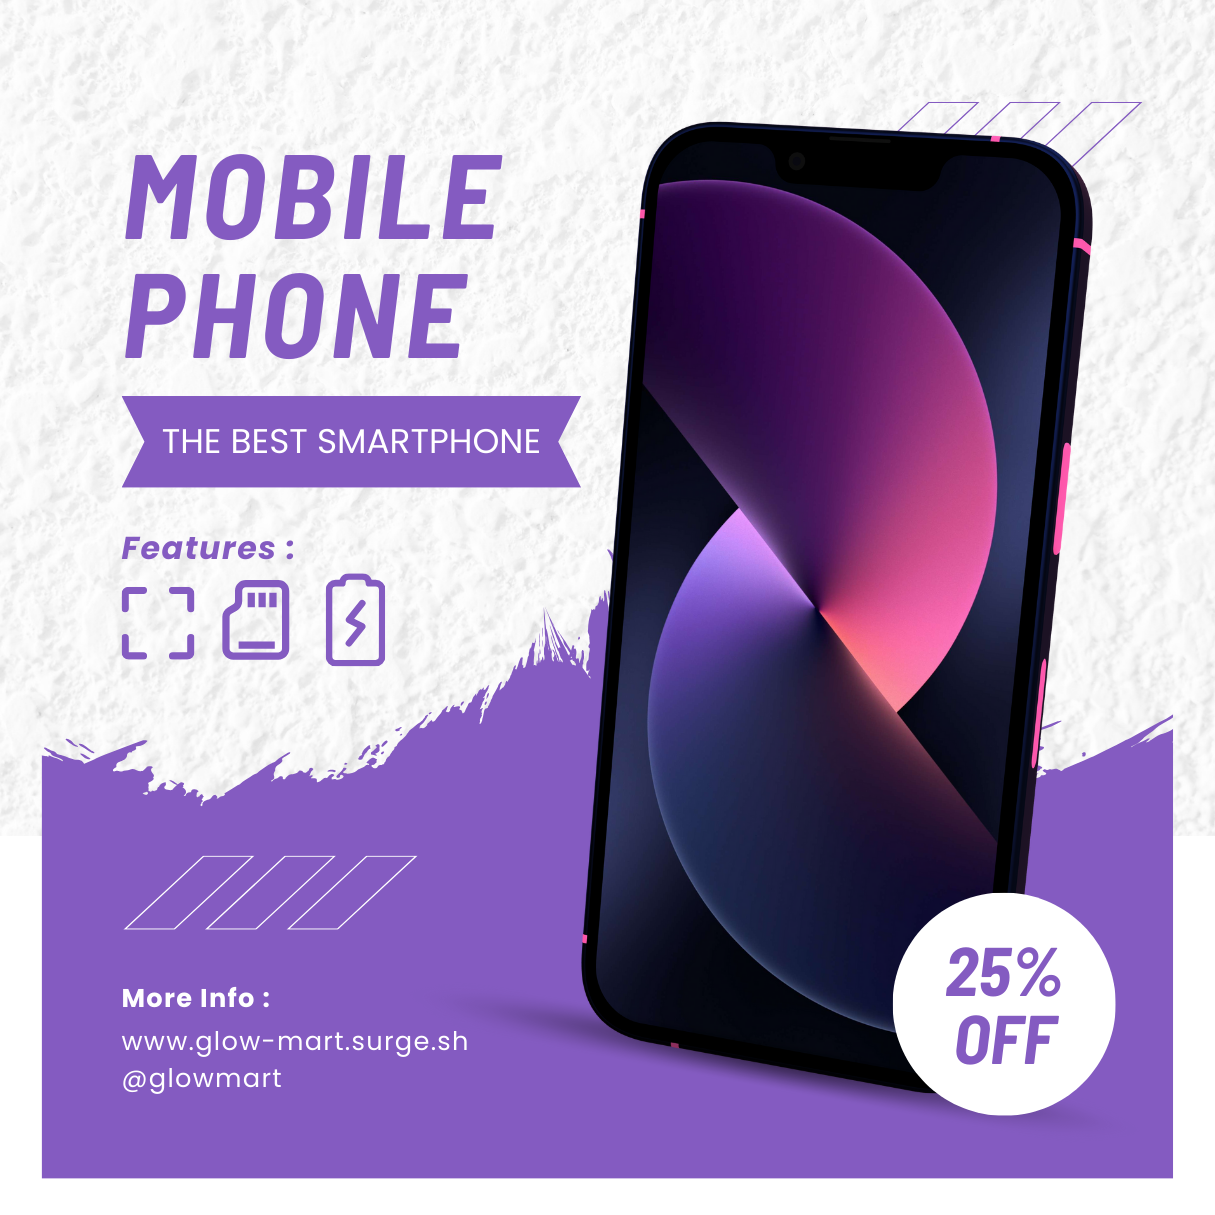 MOBILE
PHONE
THE BEST SMARTPHONE
Features :
More Info :
www.glow-mart.surge.sh
@glowmart
25%
OFF